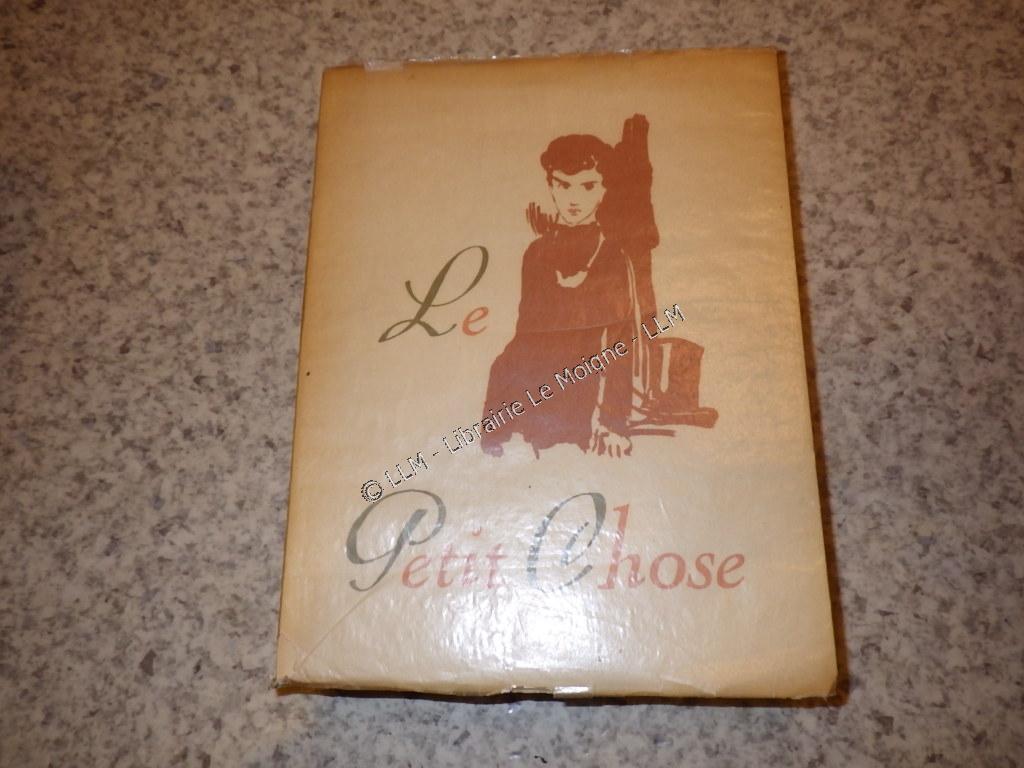 Le
© LLM - Librairie Le Moigne - LLM
Petit Chose